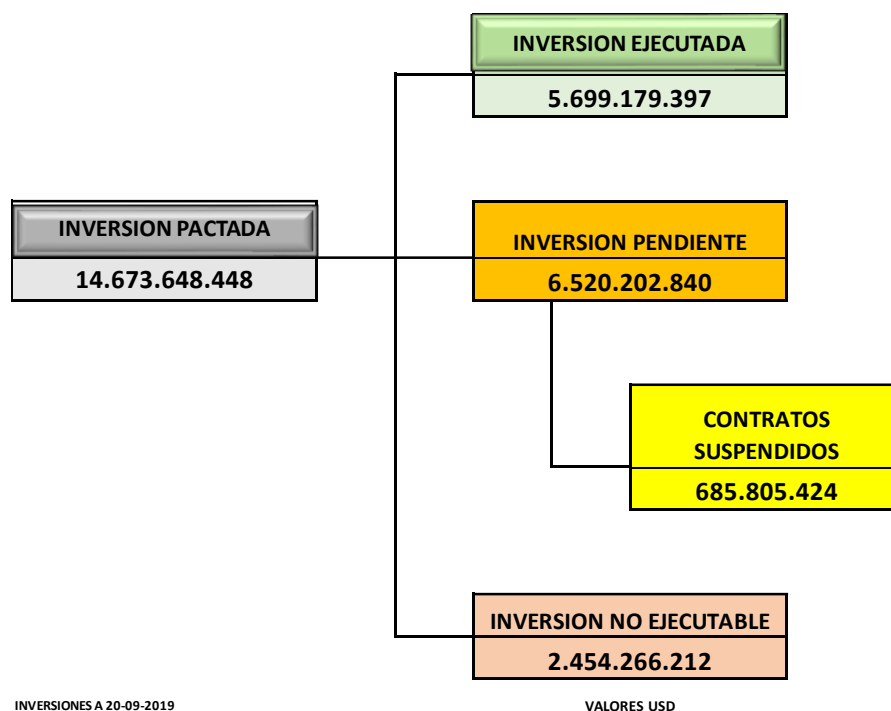 INVERSION EJECUTADA
5.699.179.397
INVERSION PACTADA
14.673.648.448
INVERSION PENDIENTE
6.520.202.840
CONTRATOS
SUSPENDIDOS
685.805.424
INVERSION NO EJECUTABLE
2.454.266.212
INVERSIONES A 20-09-2019
VALORES USD